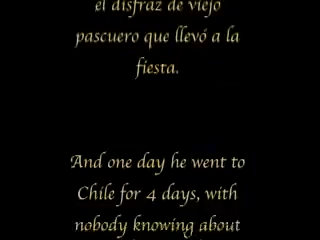 el disfraz de viejo
pascuero que llevó a la
fiesta.
And one day he went to
Chile for 4 days, with
nobody knowing about